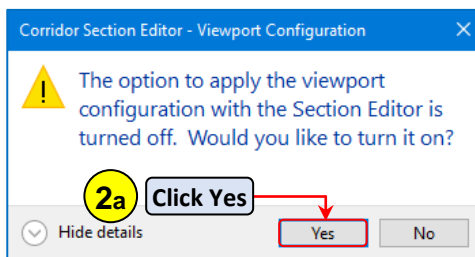 Corridor Section Editor - Viewport Configuration
The option to apply the viewport
configuration with the Section Editor is
turned off. Would you like to turn it on?
2a Click Yes
Hide details Yes No